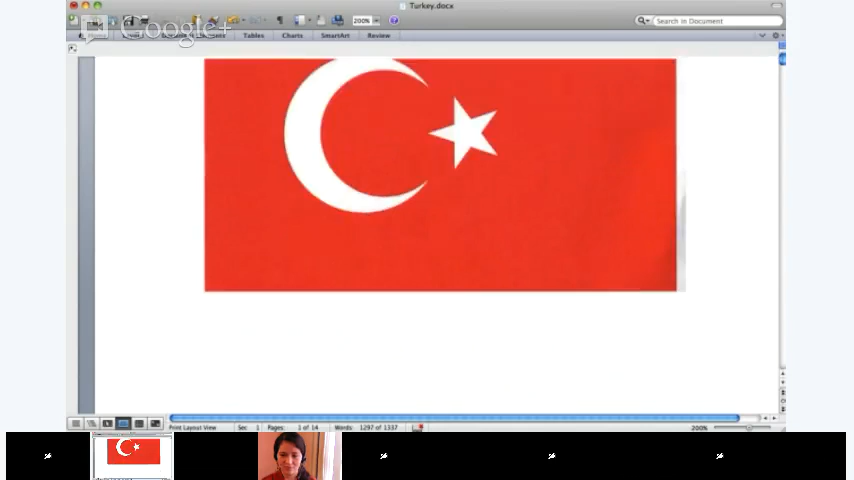 Turkey.docx
Google+
200%
Search in Document
Tables Charts SmartArt Review
Print Layout View Sec 1 Pages: 1 of 14 Words: 1297 of 1337 200%